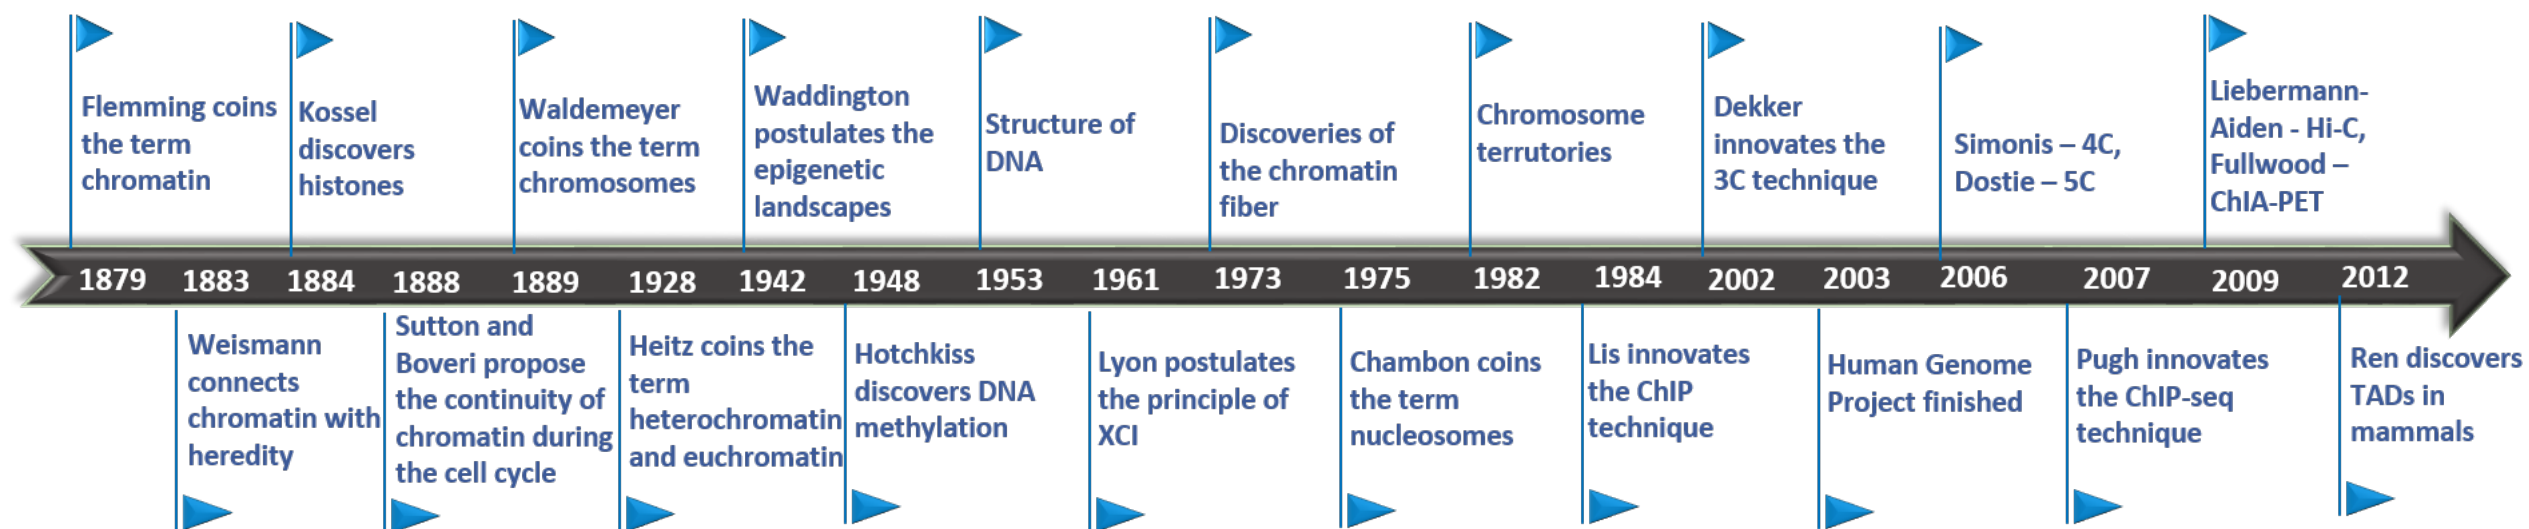 Flemming coins
the term
chromatin
Kossel
discovers
histones
Waldemeyer
coins the term
chromosomes
Waddington
postulates the
epigenetic
landscapes
Structure of
DNA
Discoveries of
the chromatin
fiber
Chromosome
terrutories
Dekker
innovates the
3C technique
Simonis – 4C,
Dostie – 5C
Liebermann-
Aiden - Hi-C,
Fullwood –
ChIA-PET
1879 1883 1884 1888 1889 1928 1942 1948 1953 1961 1973 1975 1982 1984 2002 2003 2006 2007 2009 2012
Weismann
connects
chromatin with
heredity
Sutton and
Boveri propose
the continuity of
chromatin during
the cell cycle
Heitz coins the
term
heterochromatin
and euchromatin
Hotchkiss
discovers DNA
methylation
Lyon postulates
the principle of
XCI
Chambon coins
the term
nucleosomes
Lis innovates
the ChIP
technique
Human Genome
Project finished
Pugh innovates
the ChIP-seq
technique
Ren discovers
TADs in
mammals